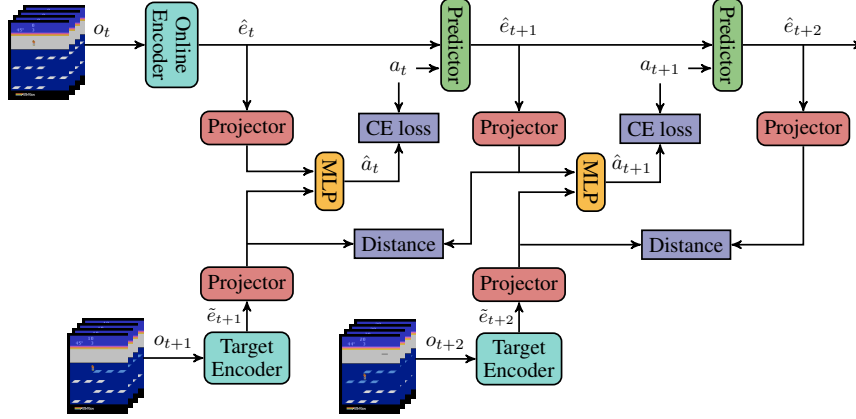 o_t
Online Encoder
ê_t
Predictor
ê_{t+1}
Predictor
ê_{t+2}
a_t
a_{t+1}
Projector
CE loss
Projector
CE loss
Projector
MLP
â_t
MLP
â_{t+1}
Distance
Distance
Projector
Projector
ẽ_{t+1}
ẽ_{t+2}
o_{t+1}
Target
Encoder
o_{t+2}
Target
Encoder